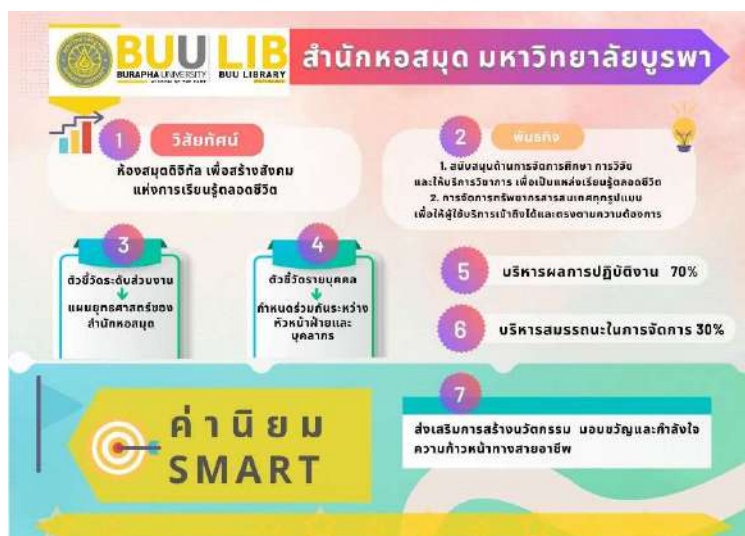 BUU LIB
BURAPHA UNIVERSITY BUU LIBRARY
สำนักหอสมุด มหาวิทยาลัยบูรพา
1 วิสัยทัศน์
ห้องสมุดดิจิทัล เพื่อสร้างสังคม
แห่งการเรียนรู้ตลอดชีวิต
2 พันธกิจ
1. สนับสนุนด้านการจัดการศึกษา การวิจัย
และให้บริการวิชาการ เพื่อเป็นแหล่งเรียนรู้ตลอดชีวิต
2. การจัดการทรัพยากรสารสนเทศทุกรูปแบบ
เพื่อให้ผู้ใช้บริการเข้าถึงได้และตรงตามความต้องการ
3
ตัวชี้วัดระดับส่วนงาน
แผนยุทธศาสตร์ของ
สำนักหอสมุด
4
ตัวชี้วัดรายบุคคล
กำหนดร่วมกันระหว่าง
หัวหน้าฝ่ายและ
บุคลากร
5 บริหารผลการปฏิบัติงาน 70%
6 บริหารสมรรถนะในการจัดการ 30%
7
ส่งเสริมการสร้างนวัตกรรม มอบขวัญและกำลังใจ
ความก้าวหน้าทางสายอาชีพ
ค่านิยม
SMART